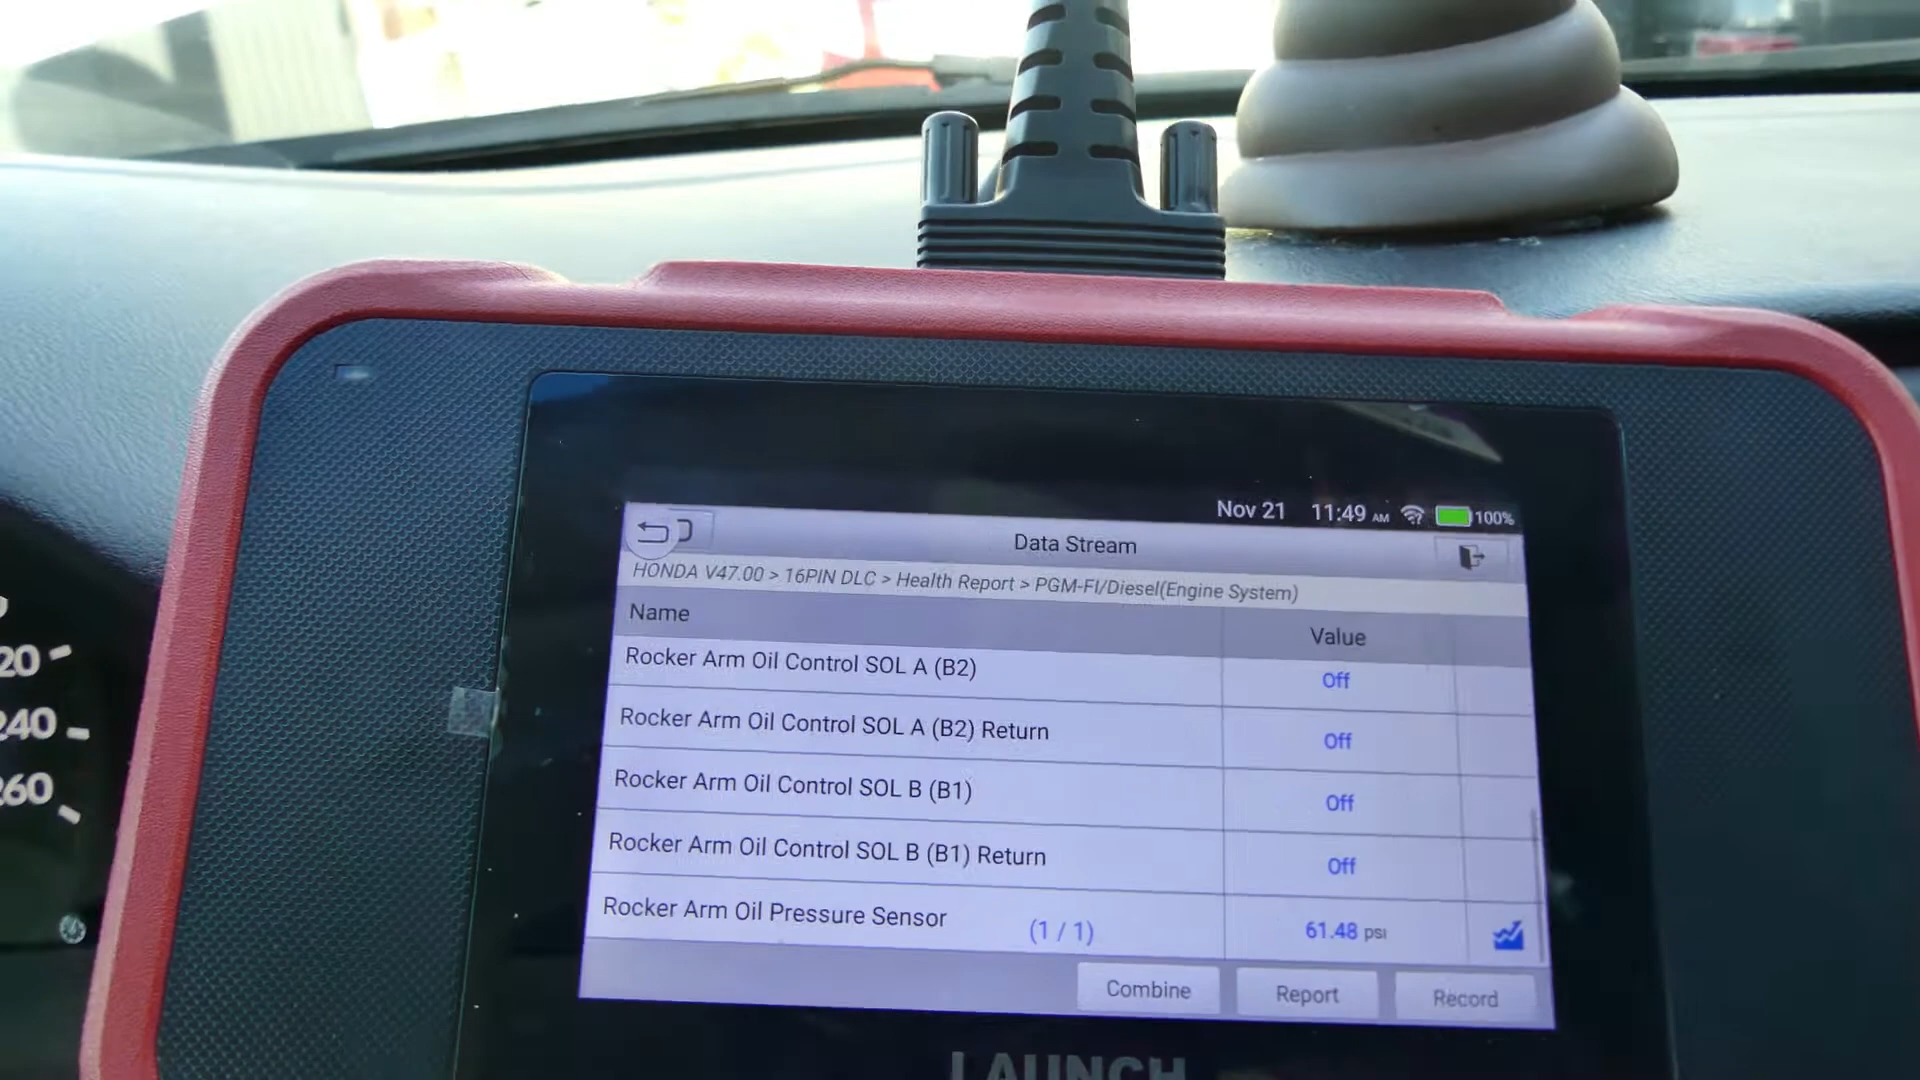 Nov 21 11:49 AM 100%
Data Stream
HONDA V47.00 > 16PIN DLC > Health Report > PGM-FI/Diesel(Engine System)
Name Value
Rocker Arm Oil Control SOL A (B2) Off
Rocker Arm Oil Control SOL A (B2) Return Off
Rocker Arm Oil Control SOL B (B1) Off
Rocker Arm Oil Control SOL B (B1) Return Off
Rocker Arm Oil Pressure Sensor (1 / 1) 61.48 psi
Combine Report Record
LAUNCH
20
240
260